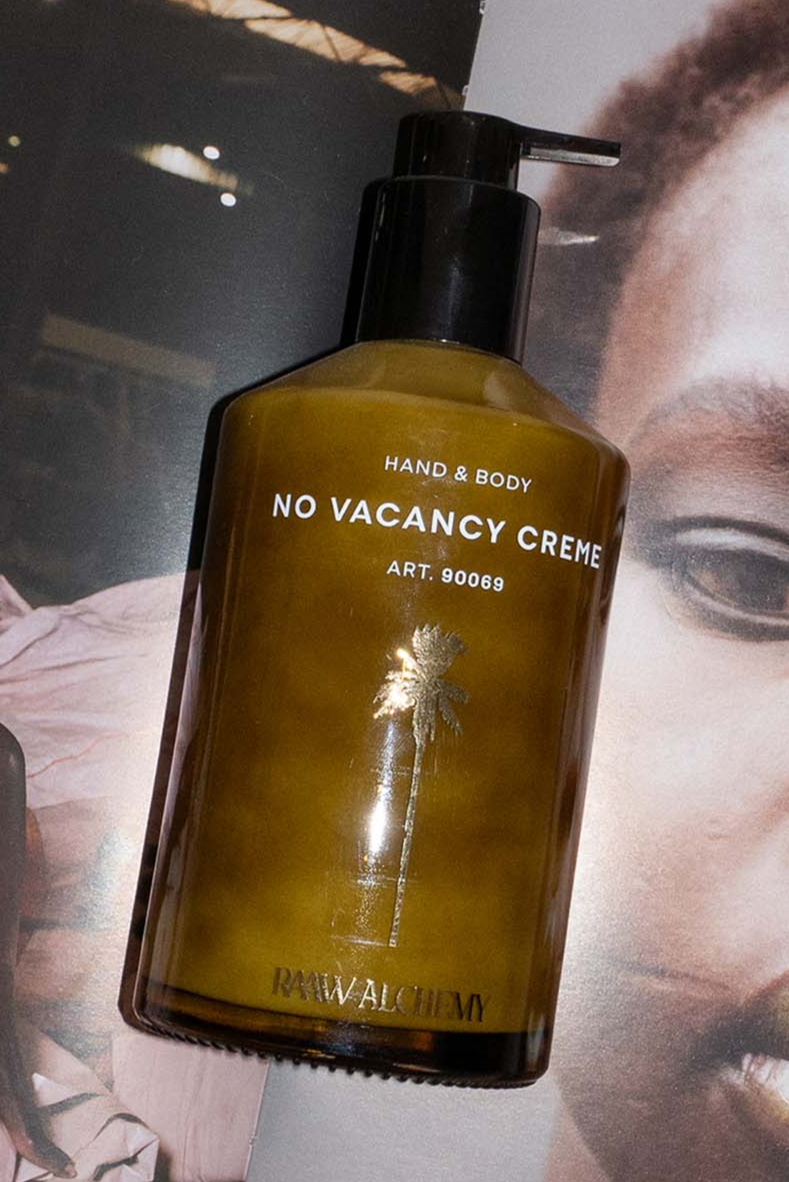 HAND & BODY
NO VACANCY CREME
ART. 90069
RAAW ALCHEMY